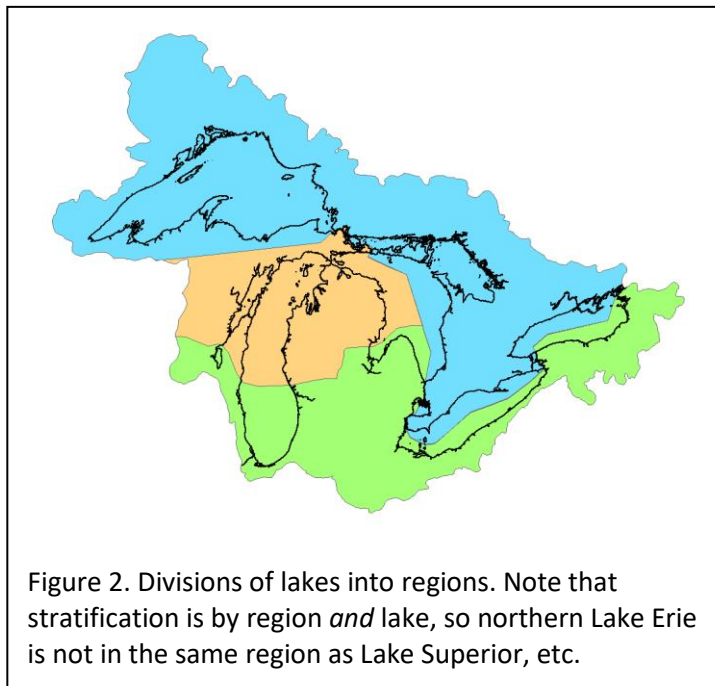 Figure 2. Divisions of lakes into regions. Note that
stratification is by region and lake, so northern Lake Erie
is not in the same region as Lake Superior, etc.